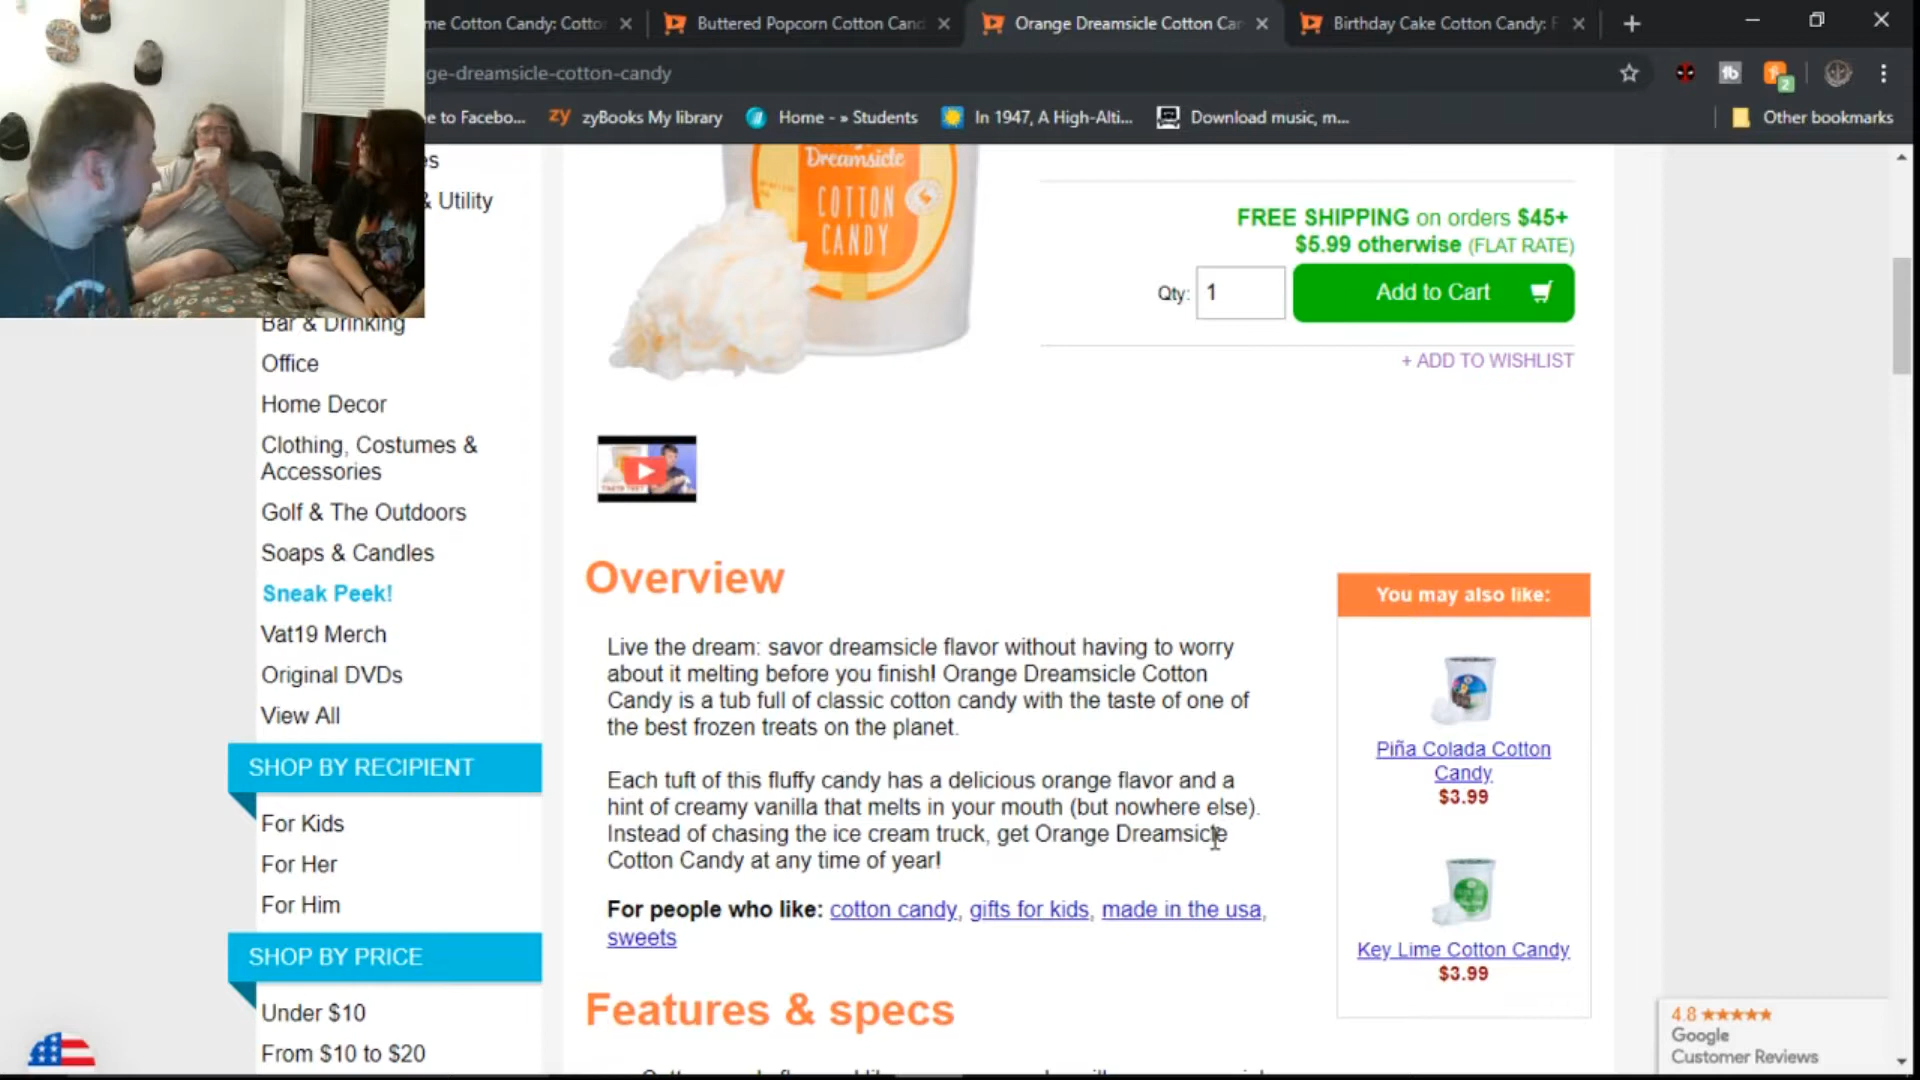 me Cotton Candy: Cotto
Buttered Popcorn Cotton Cand
Orange Dreamsicle Cotton Car
Birthday Cake Cotton Candy: F
ge-dreamsicle-cotton-candy
2
e to Facebo...
zy zyBooks My library
Home - » Students
In 1947, A High-Alti...
Download music, m...
Other bookmarks
es
& Utility
Bar & Drinking
Office
Home Decor
Clothing, Costumes &
Accessories
Golf & The Outdoors
Soaps & Candles
Sneak Peek!
Vat19 Merch
Original DVDs
View All
SHOP BY RECIPIENT
For Kids
For Her
For Him
SHOP BY PRICE
Under $10
From $10 to $20
Dreamsicle
COTTON
CANDY
FREE SHIPPING on orders $45+
$5.99 otherwise (FLAT RATE)
Qty: 1
Add to Cart
+ ADD TO WISHLIST
Overview
Live the dream: savor dreamsicle flavor without having to worry
about it melting before you finish! Orange Dreamsicle Cotton
Candy is a tub full of classic cotton candy with the taste of one of
the best frozen treats on the planet.
Each tuft of this fluffy candy has a delicious orange flavor and a
hint of creamy vanilla that melts in your mouth (but nowhere else).
Instead of chasing the ice cream truck, get Orange Dreamsicle
Cotton Candy at any time of year!
For people who like: cotton candy, gifts for kids, made in the usa,
sweets
Features & specs
You may also like:
Piña Colada Cotton
Candy
$3.99
Key Lime Cotton Candy
$3.99
4.8 ★★★★★
Google
Customer Reviews